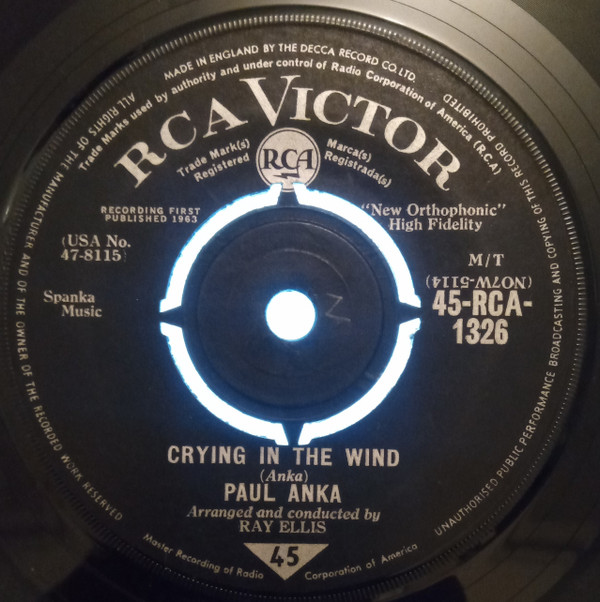 MADE IN ENGLAND BY THE DECCA RECORD CO. LTD.
ALL RIGHTS OF THE MANUFACTURER AND OF THE OWNER OF THE RECORDED WORK RESERVED
UNAUTHORISED PUBLIC PERFORMANCE BROADCASTING AND COPYING OF THIS RECORD PROHIBITED
Trade Marks used by authority and under control of Radio Corporation of America (R.C.A)
RCA VICTOR
Trade Mark(s)
Registered
RCA
Marca(s)
Registrada(s)
RECORDING FIRST
PUBLISHED 1963
"New Orthophonic"
High Fidelity
(USA No.
47-8115)
M/T
(NO7W-5114)
45-RCA-
1326
Spanka
Music
CRYING IN THE WIND
(Anka)
PAUL ANKA
Arranged and conducted by
RAY ELLIS
45
Master Recording of Radio Corporation of America